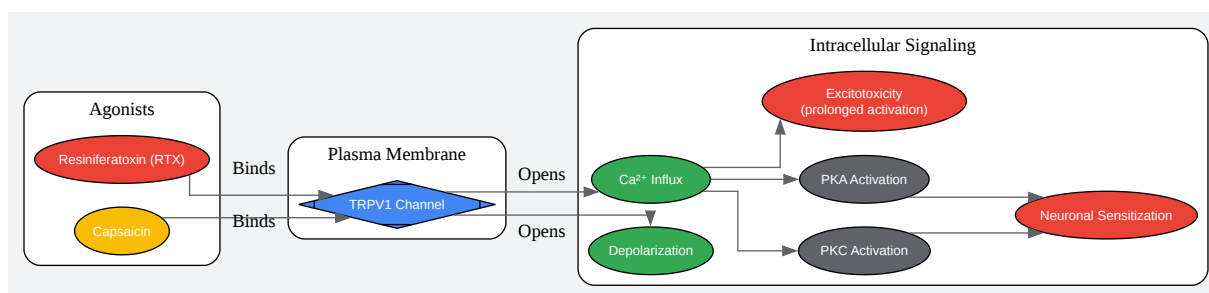 Agonists
Resiniferatoxin (RTX)
Capsaicin
Binds
Binds
Plasma Membrane
TRPV1 Channel
Opens
Opens
Intracellular Signaling
Excitotoxicity
(prolonged activation)
Ca²⁺ Influx
PKA Activation
Neuronal Sensitization
Depolarization
PKC Activation